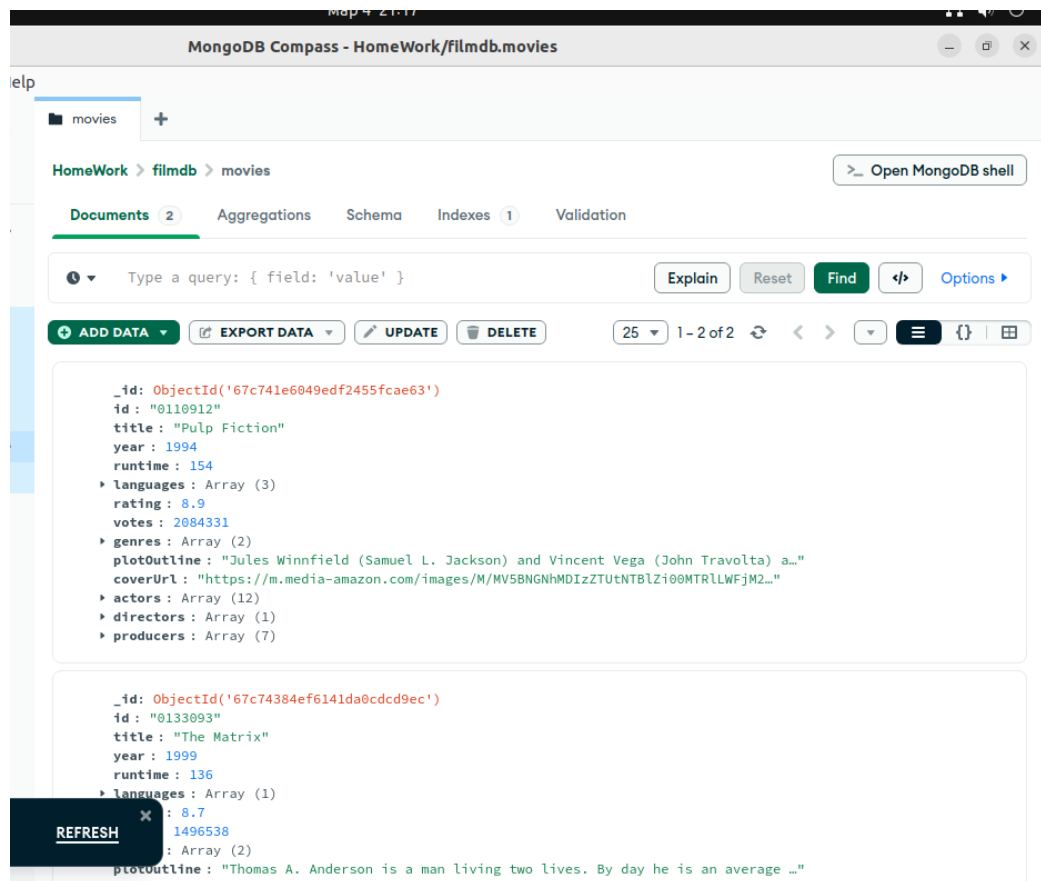 Мар 4 21:17
MongoDB Compass - HomeWork/filmdb.movies
elp
movies
HomeWork > filmdb > movies
>_ Open MongoDB shell
Documents 2 Aggregations Schema Indexes 1 Validation
Type a query: { field: 'value' }
Explain Reset Find </> Options
ADD DATA EXPORT DATA UPDATE DELETE 25 1 – 2 of 2 {}
_id: ObjectId('67c741e6049edf2455fcae63')
id : "0110912"
title : "Pulp Fiction"
year : 1994
runtime : 154
languages : Array (3)
rating : 8.9
votes : 2084331
genres : Array (2)
plotOutline : "Jules Winnfield (Samuel L. Jackson) and Vincent Vega (John Travolta) a…"
coverUrl : "https://m.media-amazon.com/images/M/MV5BNGNhMDIzZTUtNTBlZi00MTRlLWFjM2…"
actors : Array (12)
directors : Array (1)
producers : Array (7)
_id: ObjectId('67c74384ef6141da0cdcd9ec')
id : "0133093"
title : "The Matrix"
year : 1999
runtime : 136
languages : Array (1)
: 8.7
REFRESH
1496538
: Array (2)
plotOutline : "Thomas A. Anderson is a man living two lives. By day he is an average …"